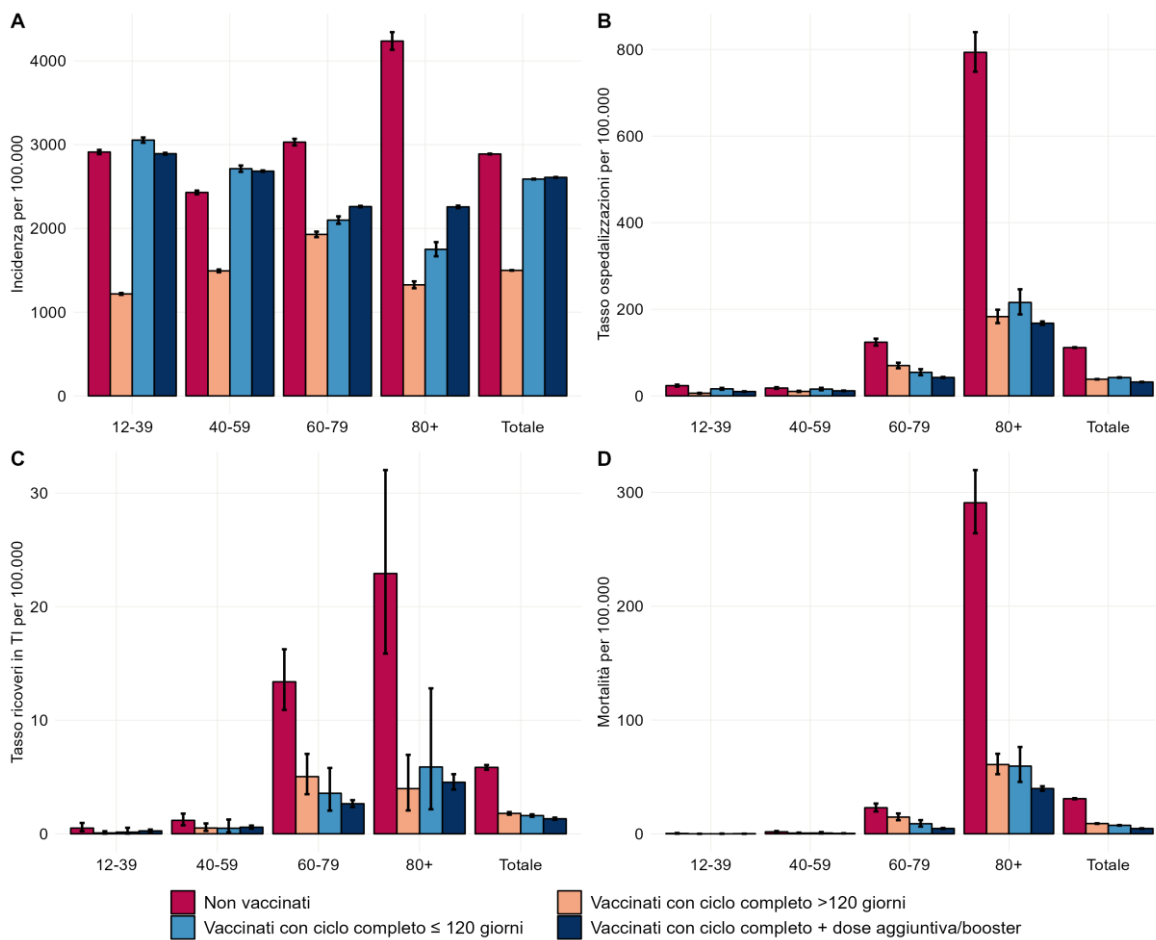 A
Incidenza per 100.000
4000
3000
2000
1000
0
12-39
40-59
60-79
80+
Totale
B
Tasso ospedalizzazioni per 100.000
800
600
400
200
0
12-39
40-59
60-79
80+
Totale
C
Tasso ricoveri in TI per 100.000
30
20
10
0
12-39
40-59
60-79
80+
Totale
D
Mortalità per 100.000
300
200
100
0
12-39
40-59
60-79
80+
Totale
Non vaccinati
Vaccinati con ciclo completo >120 giorni
Vaccinati con ciclo completo ≤ 120 giorni
Vaccinati con ciclo completo + dose aggiuntiva/booster